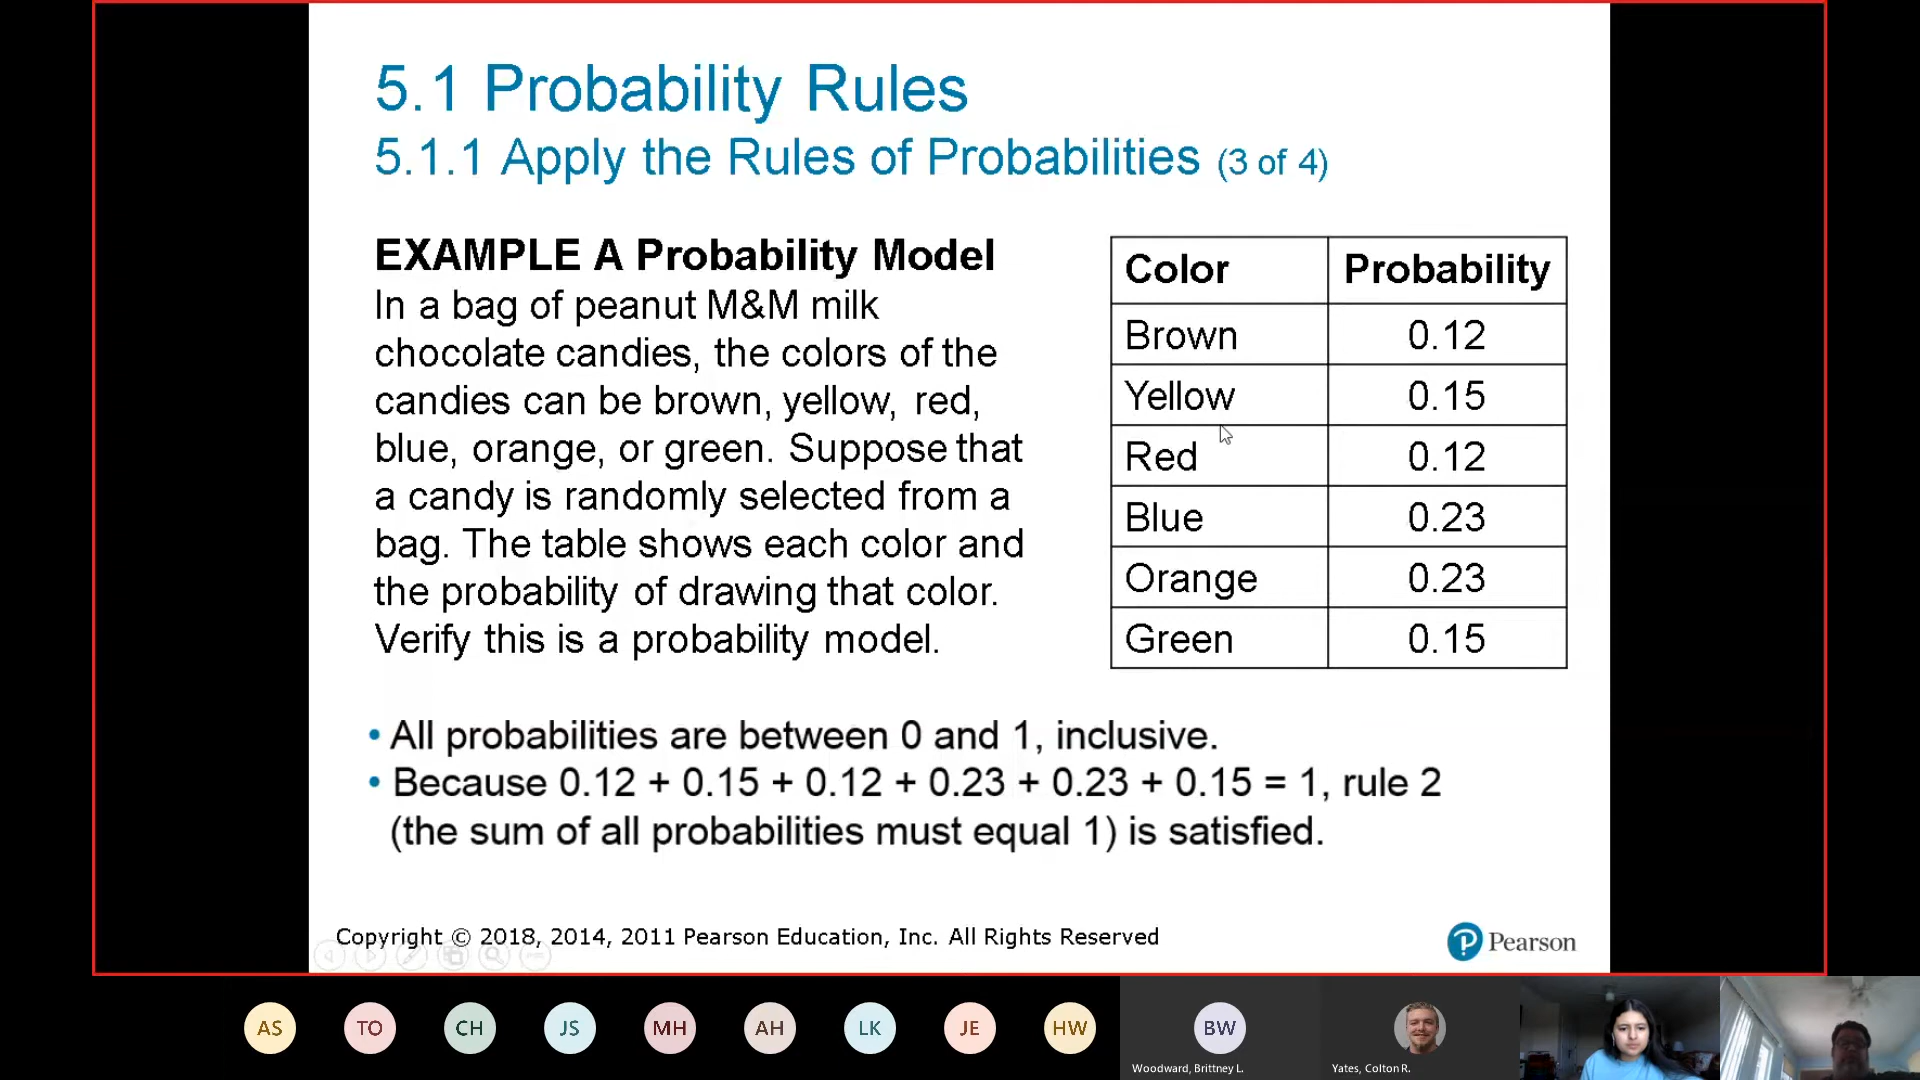 5.1 Probability Rules
5.1.1 Apply the Rules of Probabilities (3 of 4)
EXAMPLE A Probability Model
In a bag of peanut M&M milk
chocolate candies, the colors of the
candies can be brown, yellow, red,
blue, orange, or green. Suppose that
a candy is randomly selected from a
bag. The table shows each color and
the probability of drawing that color.
Verify this is a probability model.
Color Probability
Brown 0.12
Yellow 0.15
Red 0.12
Blue 0.23
Orange 0.23
Green 0.15
• All probabilities are between 0 and 1, inclusive.
• Because 0.12 + 0.15 + 0.12 + 0.23 + 0.23 + 0.15 = 1, rule 2
(the sum of all probabilities must equal 1) is satisfied.
Copyright © 2018, 2014, 2011 Pearson Education, Inc. All Rights Reserved
P Pearson
AS TO CH JS MH AH LK JE HW BW
Woodward, Brittney L. Yates, Colton R.